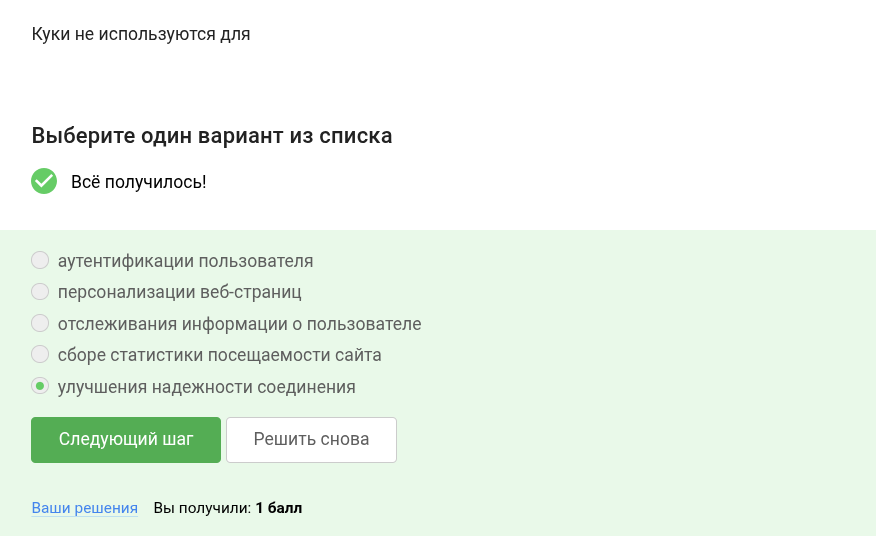 Куки не используются для
Выберите один вариант из списка
Всё получилось!
аутентификации пользователя
персонализации веб-страниц
отслеживания информации о пользователе
сборе статистики посещаемости сайта
улучшения надежности соединения
Следующий шаг
Решить снова
Ваши решения Вы получили: 1 балл